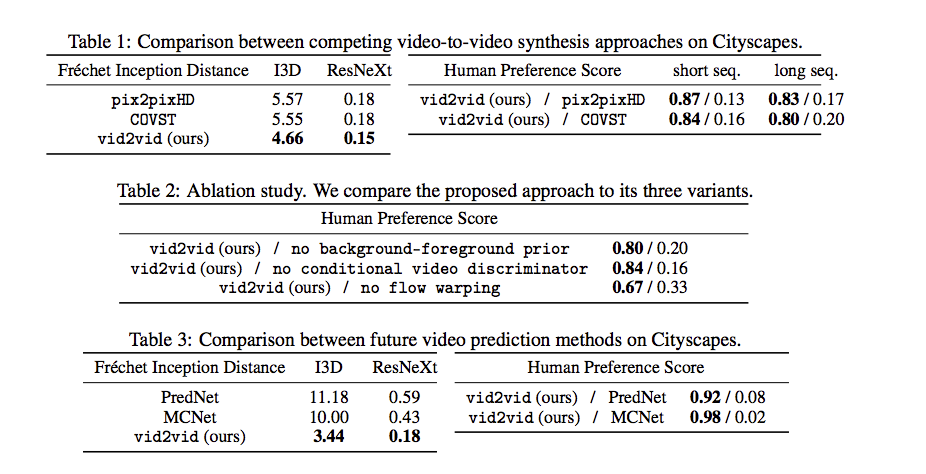 Table 1: Comparison between competing video-to-video synthesis approaches on Cityscapes.
Fréchet Inception Distance I3D ResNeXt
pix2pixHD 5.57 0.18
COVST 5.55 0.18
vid2vid (ours) 4.66 0.15
Human Preference Score short seq. long seq.
vid2vid (ours) / pix2pixHD 0.87 / 0.13 0.83 / 0.17
vid2vid (ours) / COVST 0.84 / 0.16 0.80 / 0.20
Table 2: Ablation study. We compare the proposed approach to its three variants.
Human Preference Score
vid2vid (ours) / no background-foreground prior 0.80 / 0.20
vid2vid (ours) / no conditional video discriminator 0.84 / 0.16
vid2vid (ours) / no flow warping 0.67 / 0.33
Table 3: Comparison between future video prediction methods on Cityscapes.
Fréchet Inception Distance I3D ResNeXt
PredNet 11.18 0.59
MCNet 10.00 0.43
vid2vid (ours) 3.44 0.18
Human Preference Score
vid2vid (ours) / PredNet 0.92 / 0.08
vid2vid (ours) / MCNet 0.98 / 0.02